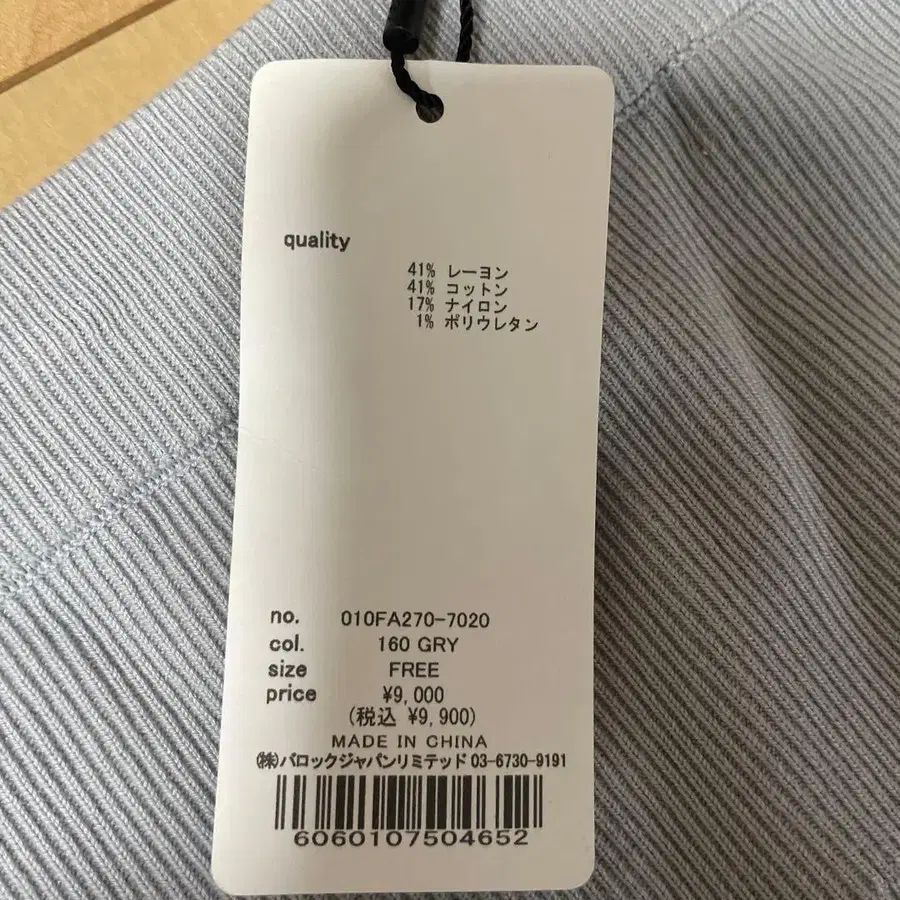 quality
41% レーヨン
41% コットン
17% ナイロン
1% ポリウレタン
no. 010FA270-7020
col. 160 GRY
size FREE
price ¥9,000
(税込 ¥9,900)
MADE IN CHINA
㈱バロックジャパンリミテッド 03-6730-9191
6060107504652